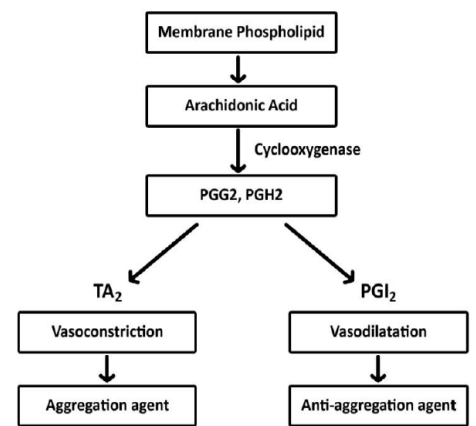 Membrane Phospholipid
Arachidonic Acid
Cyclooxygenase
PGG2, PGH2
TA₂
PGI₂
Vasoconstriction
Vasodilatation
Aggregation agent
Anti-aggregation agent